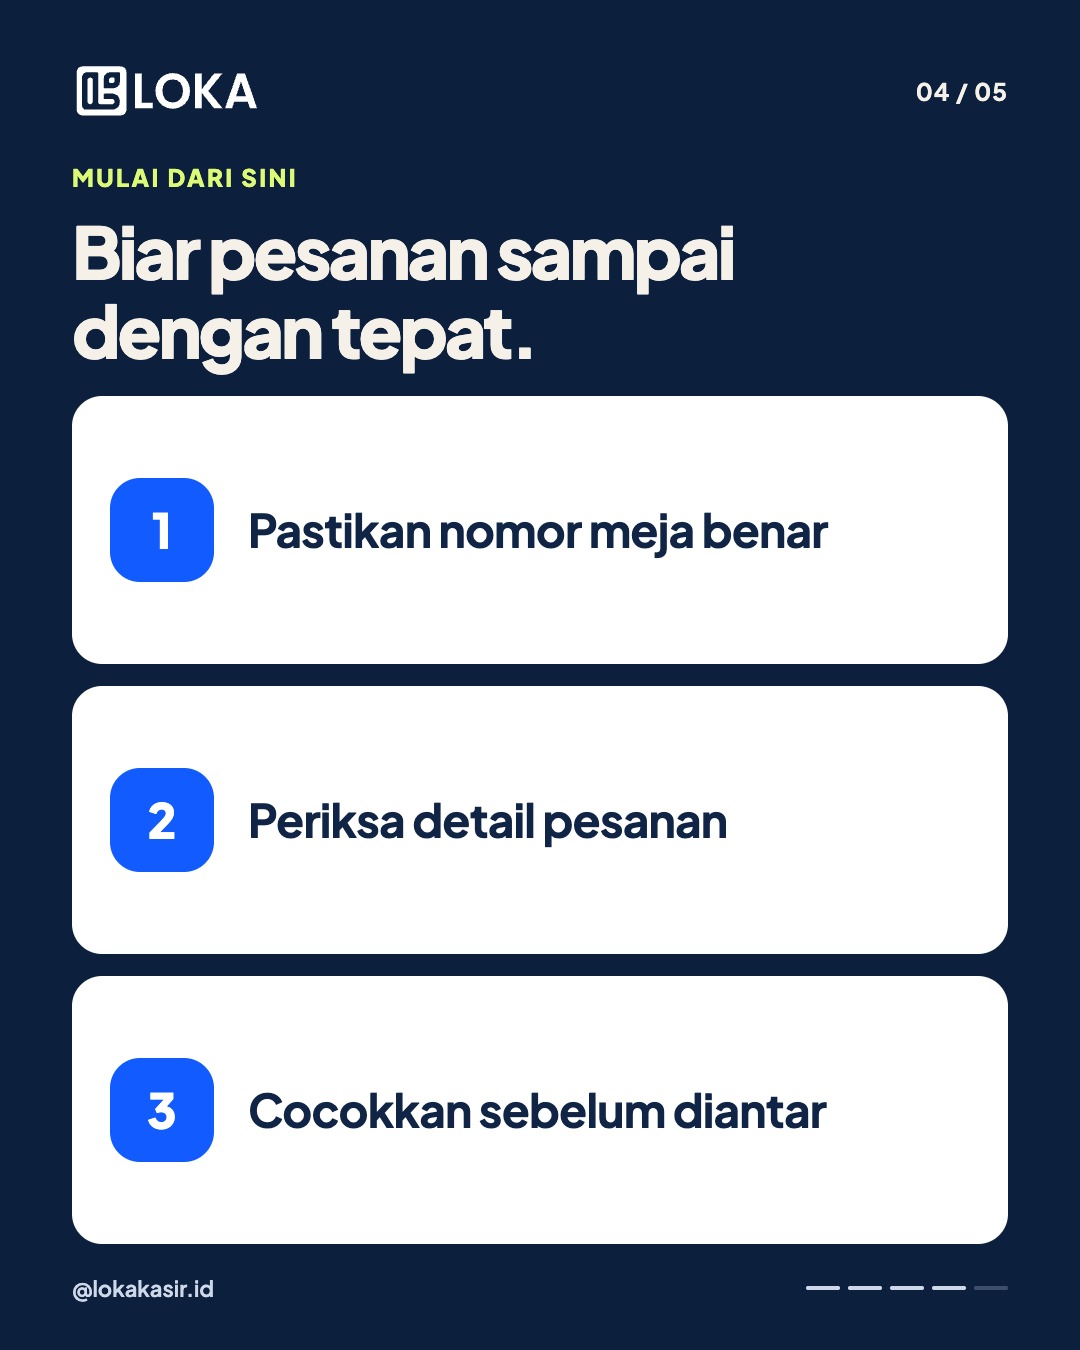 LOKA
04 / 05
MULAI DARI SINI
Biar pesanan sampai
dengan tepat.
1 Pastikan nomor meja benar
2 Periksa detail pesanan
3 Cocokkan sebelum diantar
@lokakasir.id